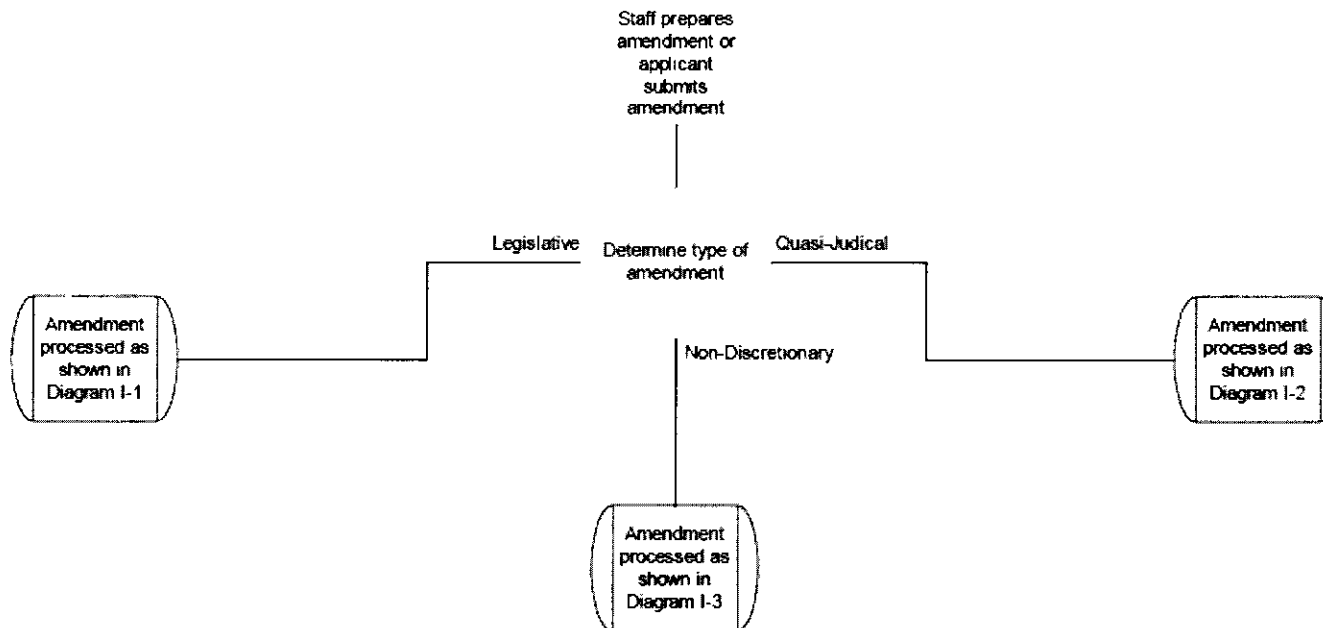 Staff prepares
amendment or
applicant
submits
amendment
Legislative
Determine type of
amendment
Quasi-Judical
Amendment
processed as
shown in
Diagram I-1
Non-Discretionary
Amendment
processed as
shown in
Diagram I-2
Amendment
processed as
shown in
Diagram I-3